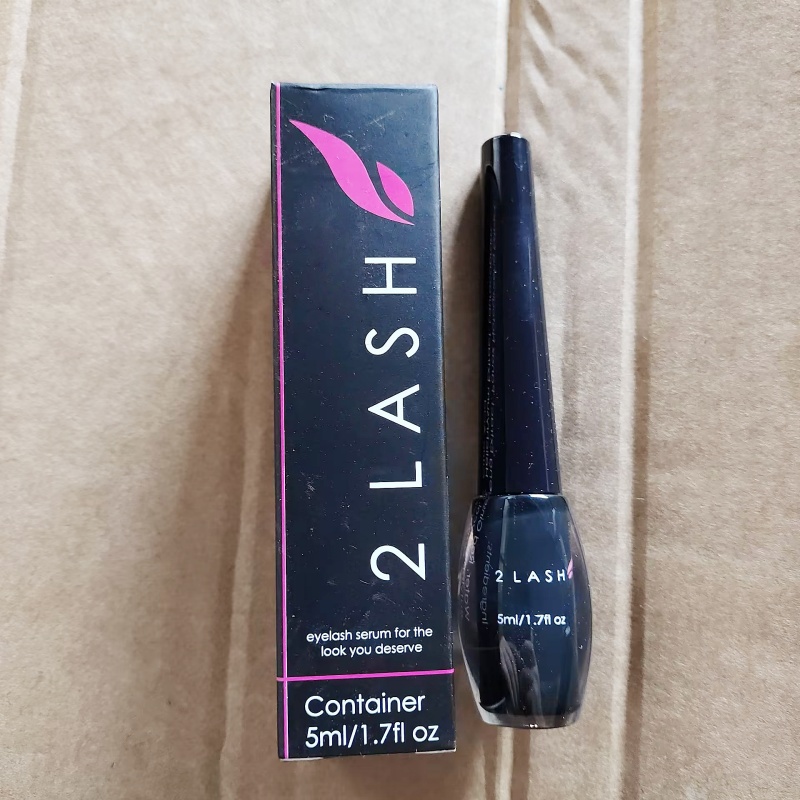 2 LASH
eyelash serum for the
look you deserve
Container
5ml/1.7fl oz
2 LASH
5ml/1.7fl oz